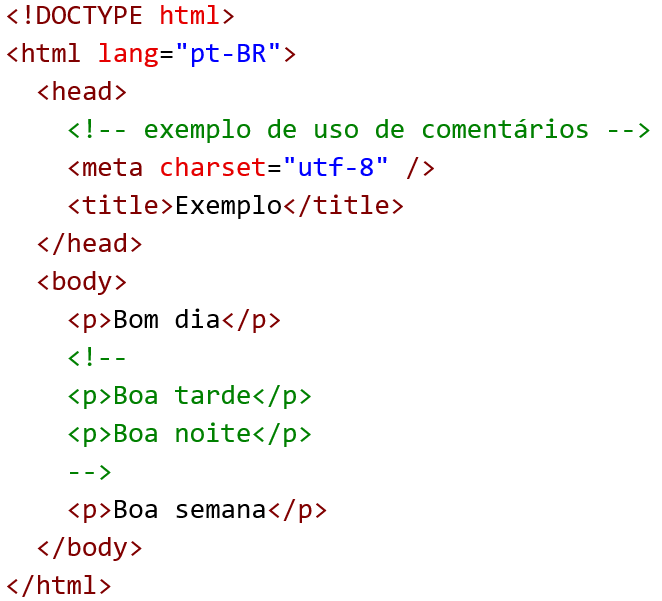 <!DOCTYPE html>
<html lang="pt-BR">
  <head>
    <!-- exemplo de uso de comentários -->
    <meta charset="utf-8" />
    <title>Exemplo</title>
  </head>
  <body>
    <p>Bom dia</p>
    <!--
    <p>Boa tarde</p>
    <p>Boa noite</p>
    -->
    <p>Boa semana</p>
  </body>
</html>